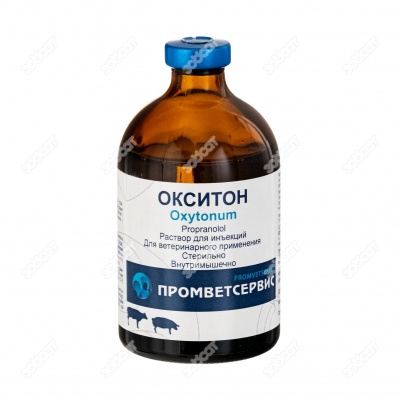 ОКСИТОН
Oxytonum
Propranolol
Раствор для инъекций
Для ветеринарного применения
Стерильно
Внутримышечно
ПРОМВЕТСЕРВИС